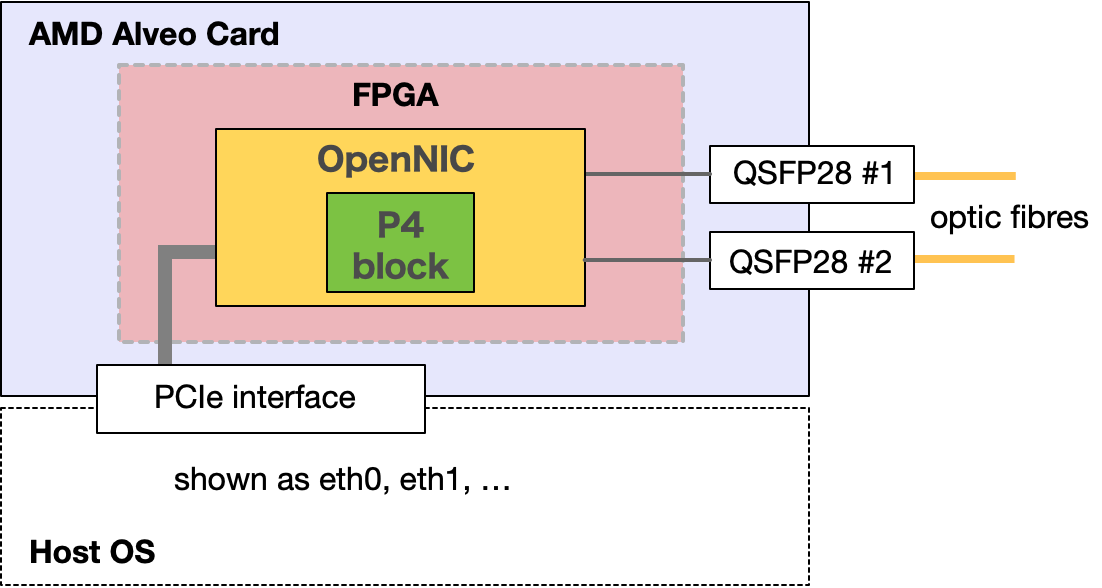 AMD Alveo Card
FPGA
OpenNIC
P4
block
QSFP28 #1
optic fibres
QSFP28 #2
PCIe interface
shown as eth0, eth1, …
Host OS